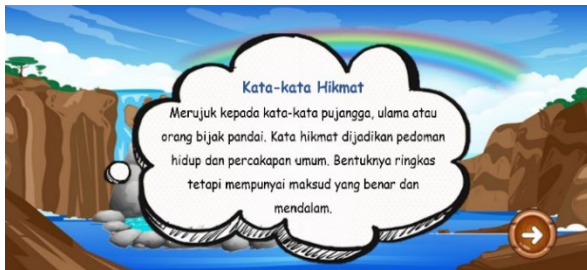 Kata-kata Hikmat
Merujuk kepada kata-kata pujangga, ulama atau
orang bijak pandai. Kata hikmat dijadikan pedoman
hidup dan percakapan umum. Bentuknya ringkas
tetapi mempunyai maksud yang benar dan
mendalam.